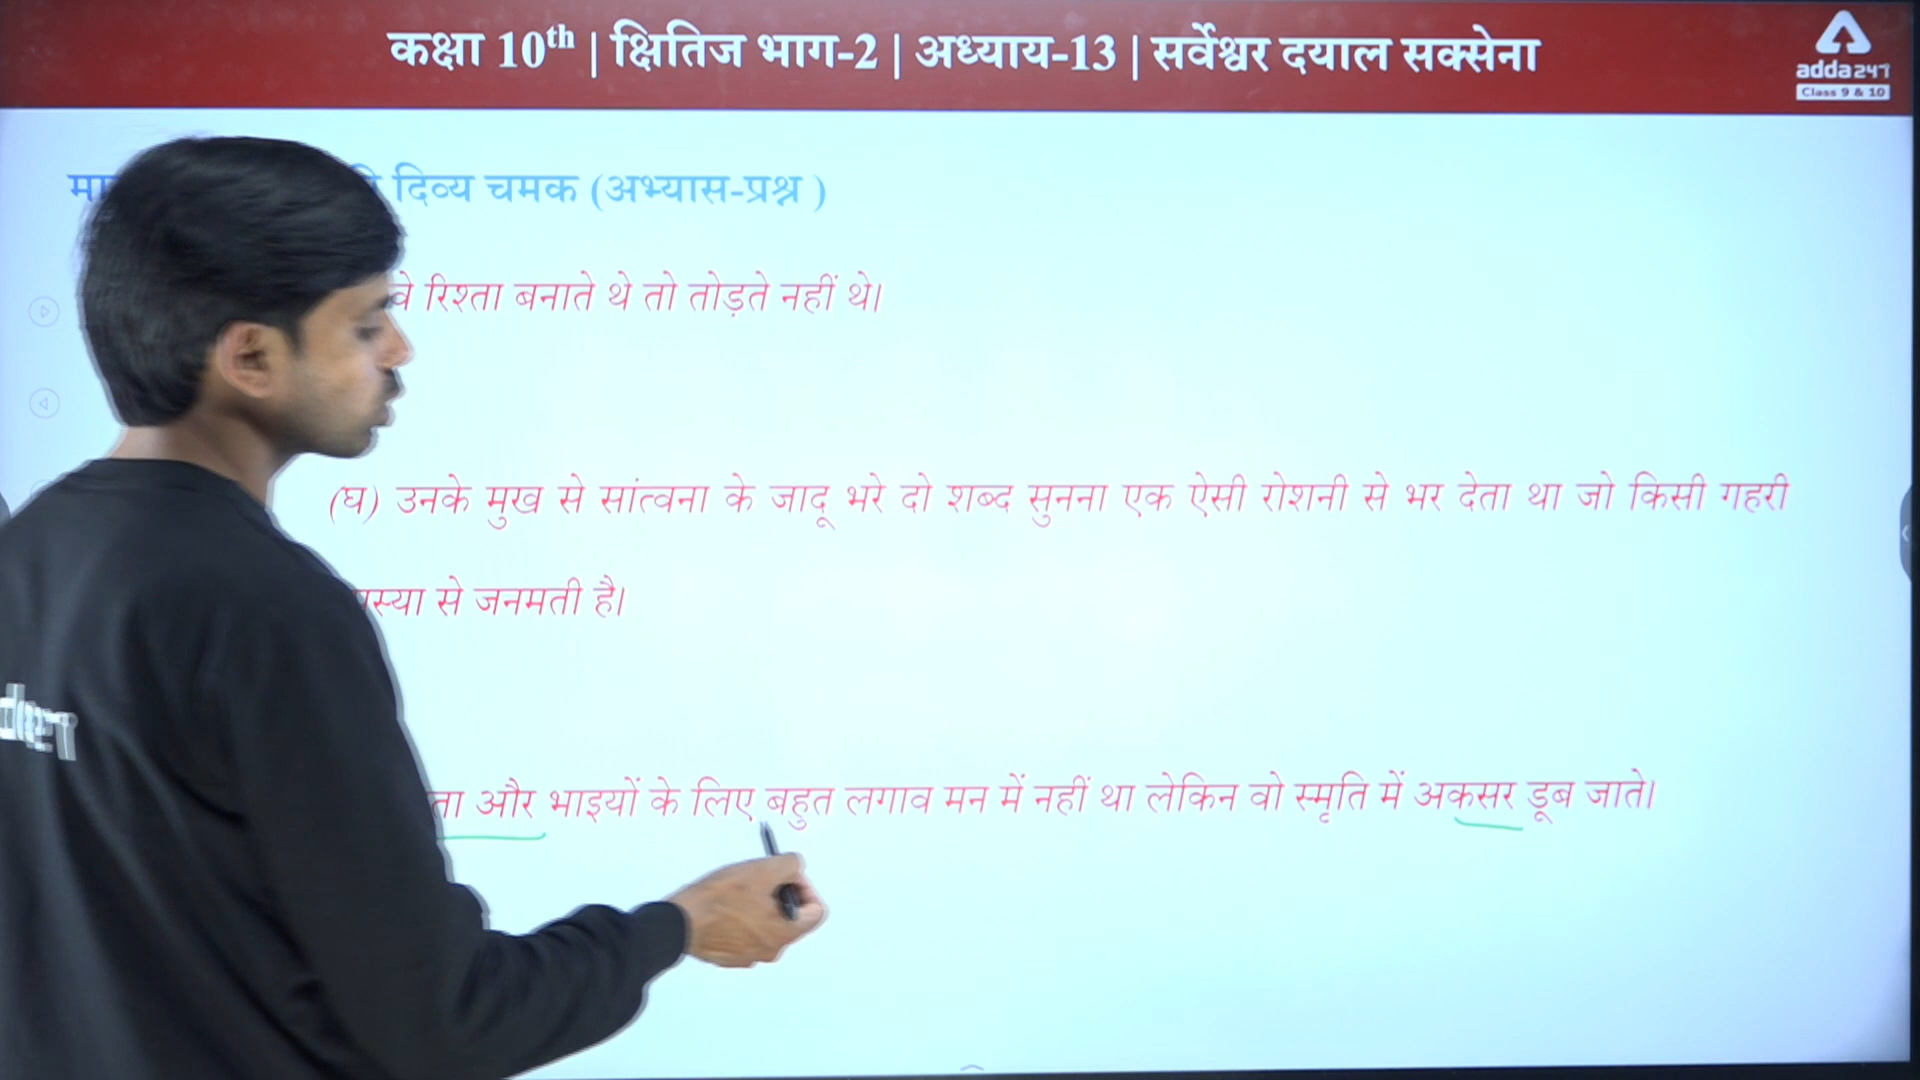 कक्षा 10th | क्षितिज भाग-2 | अध्याय-13 | सर्वेश्वर दयाल सक्सेना
adda247
Class 9 & 10
दिव्य चमक (अभ्यास-प्रश्न )
वे रिश्ता बनाते थे तो तोड़ते नहीं थे।
(घ) उनके मुख से सांत्वना के जादू भरे दो शब्द सुनना एक ऐसी रोशनी से भर देता था जो किसी गहरी
से जनमती है।
और भाइयों के लिए बहुत लगाव मन में नहीं था लेकिन वो स्मृति में अकसर डूब जाते।